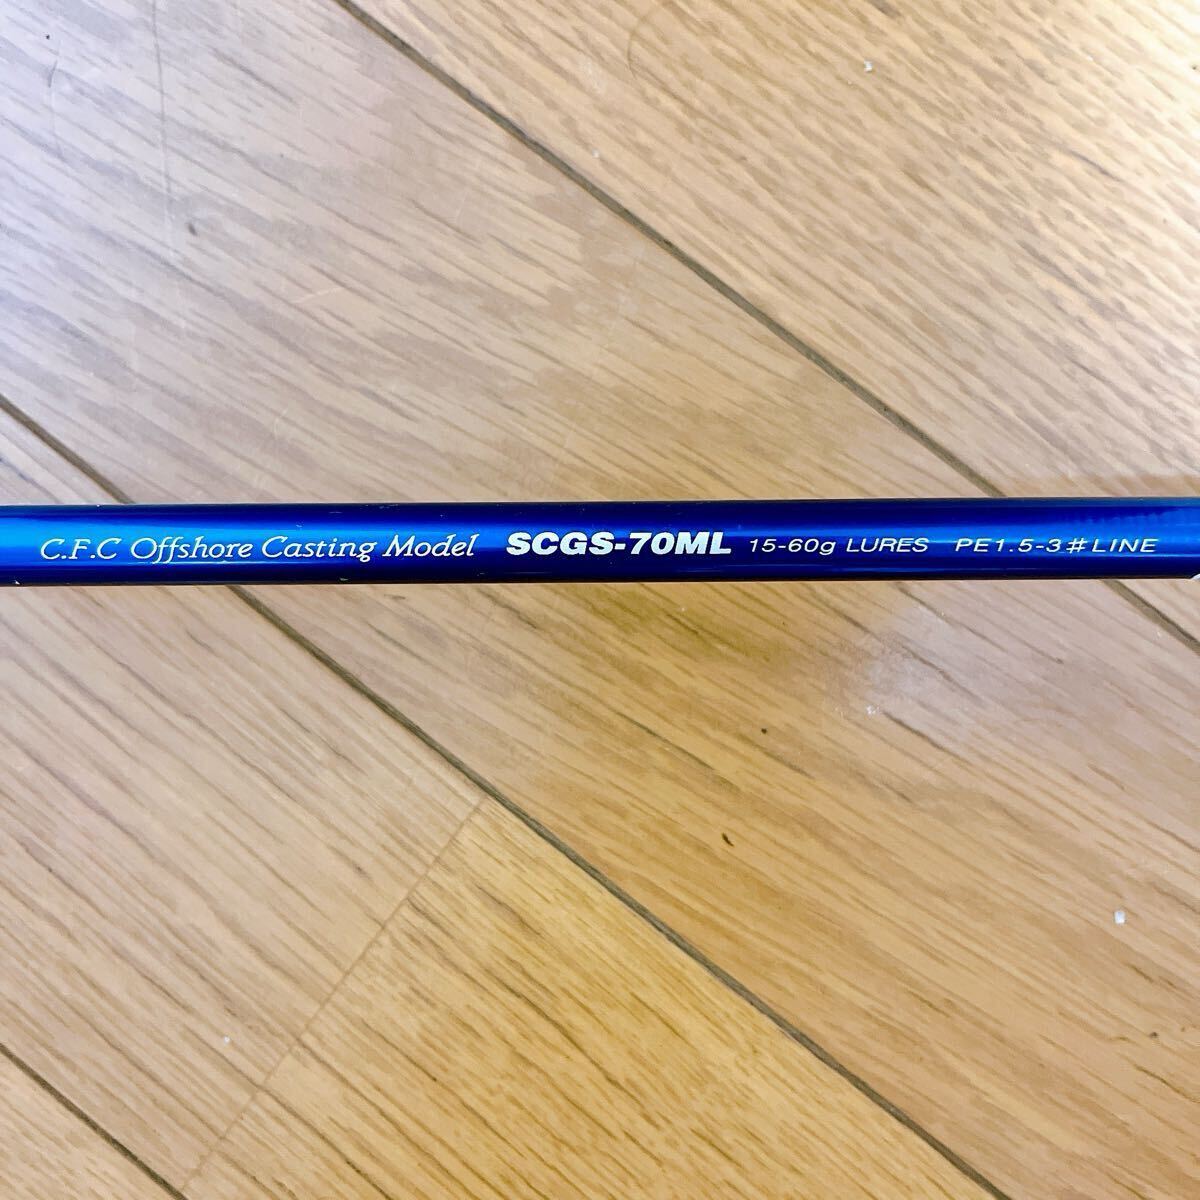 C.F.C Offshore Casting Model SCGS-70ML 15-60g LURES PE1.5-3#LINE